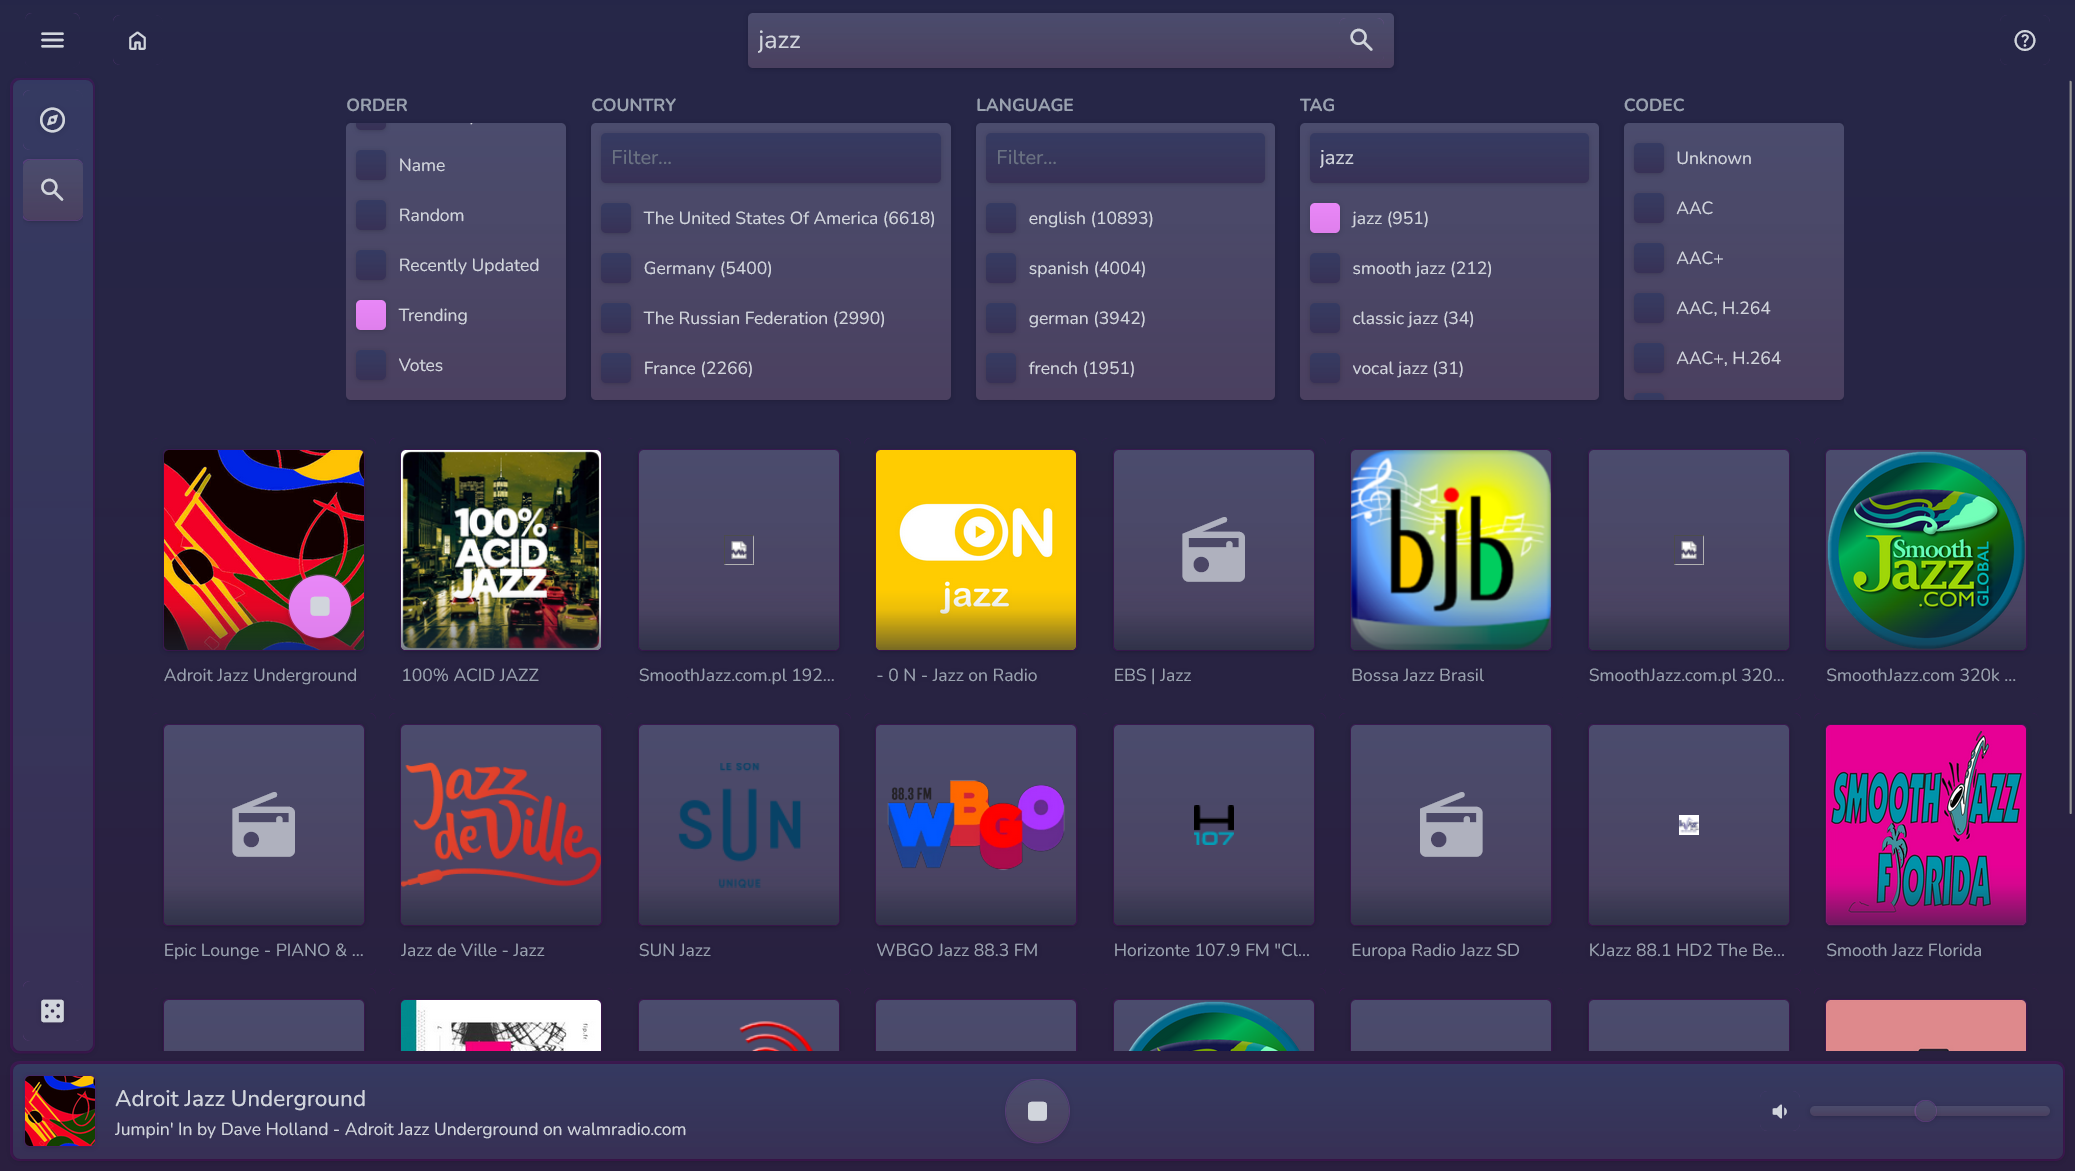 jazz
ORDER
COUNTRY
LANGUAGE
TAG
CODEC
Name
Random
Recently Updated
Trending
Votes
Filter...
The United States Of America (6618)
Germany (5400)
The Russian Federation (2990)
France (2266)
Filter...
english (10893)
spanish (4004)
german (3942)
french (1951)
jazz
jazz (951)
smooth jazz (212)
classic jazz (34)
vocal jazz (31)
Unknown
AAC
AAC+
AAC, H.264
AAC+, H.264
100%
ACID
JAZZ
ON
jazz
bjb
Smooth
Jazz
.COM
GLOBAL
Adroit Jazz Underground
100% ACID JAZZ
SmoothJazz.com.pl 192...
- 0 N - Jazz on Radio
EBS | Jazz
Bossa Jazz Brasil
SmoothJazz.com.pl 320...
SmoothJazz.com 320k ...
Jazz
de Ville
LE SON
SUN
UNIQUE
88.3 FM
WBGO
H
107
SMOOTH JAZZ
FLORIDA
Epic Lounge - PIANO & ...
Jazz de Ville - Jazz
SUN Jazz
WBGO Jazz 88.3 FM
Horizonte 107.9 FM "Cl...
Europa Radio Jazz SD
KJazz 88.1 HD2 The Be...
Smooth Jazz Florida
Adroit Jazz Underground
Jumpin' In by Dave Holland - Adroit Jazz Underground on walmradio.com